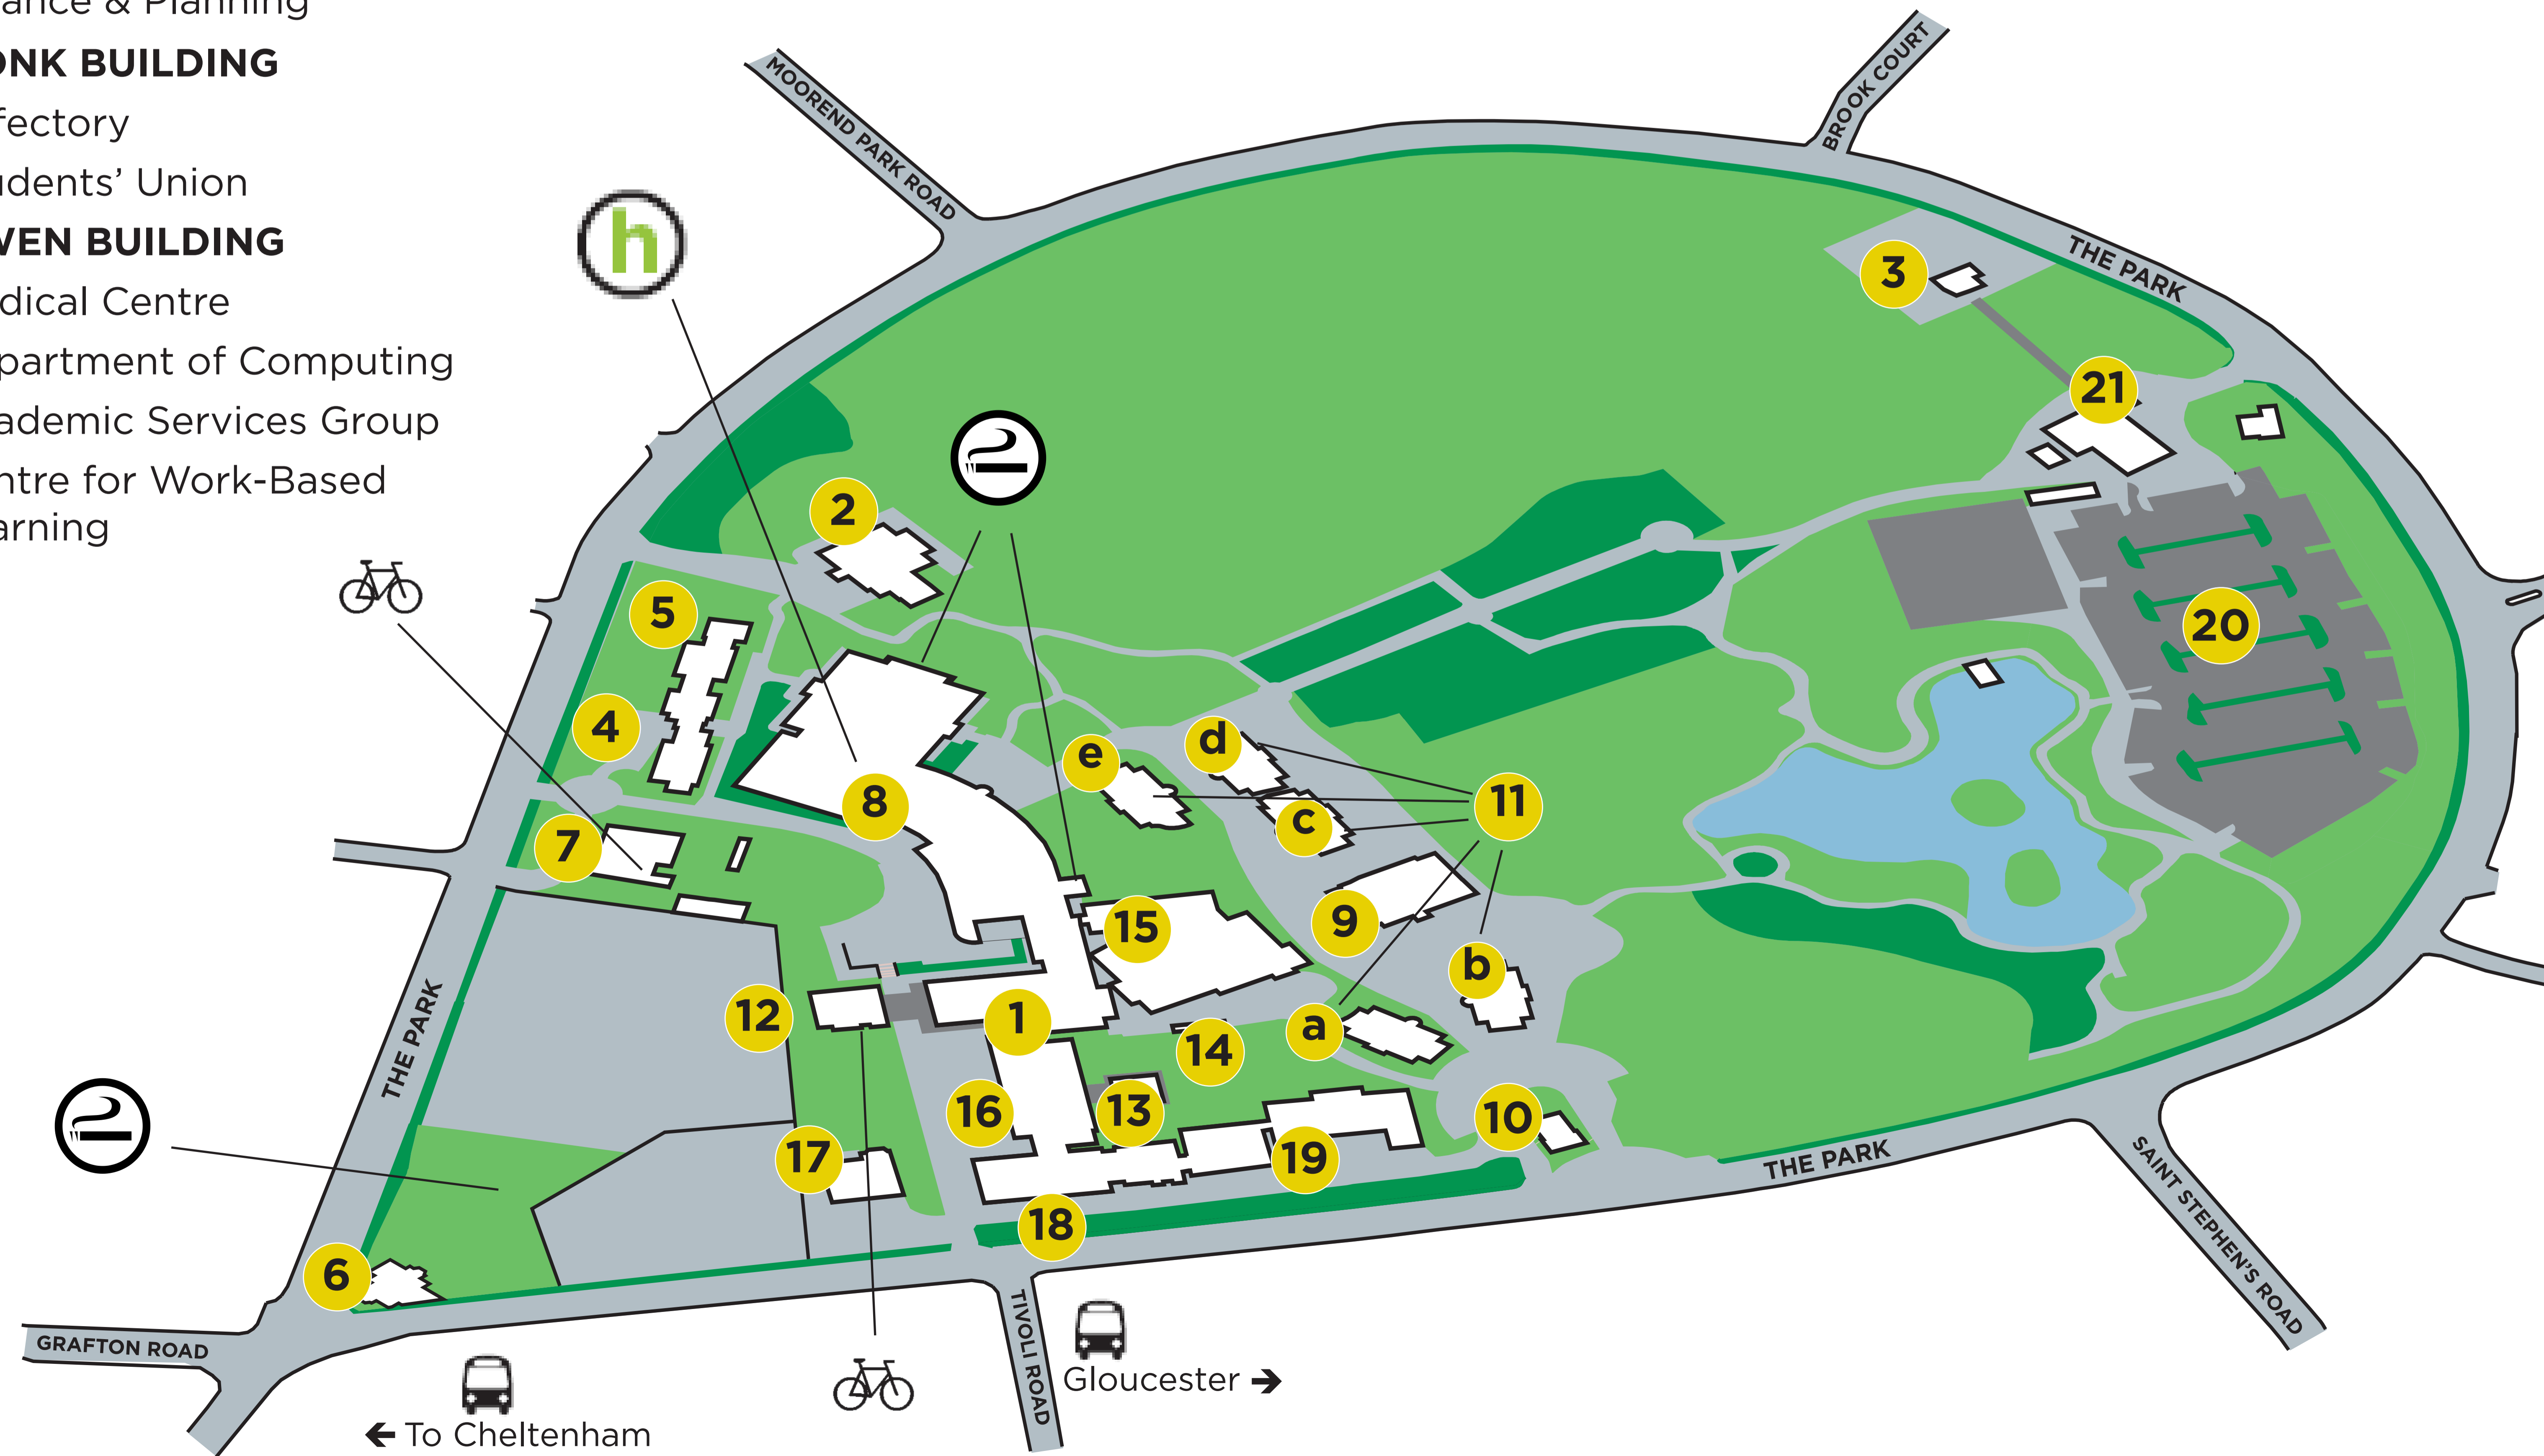 ance & Planning
ONK BUILDING
fectory
udents' Union
VEN BUILDING
dical Centre
partment of Computing
ademic Services Group
ntre for Work-Based
arning
MOOREND PARK ROAD
BROOK COURT
THE PARK
h
3
21
2
5
20
4
e
d
11
8
c
7
9
15
b
12
1
a
14
THE PARK
16
13
10
17
19
THE PARK
18
SAINT STEPHEN'S ROAD
6
GRAFTON ROAD
TIVOLI ROAD
Gloucester →
← To Cheltenham